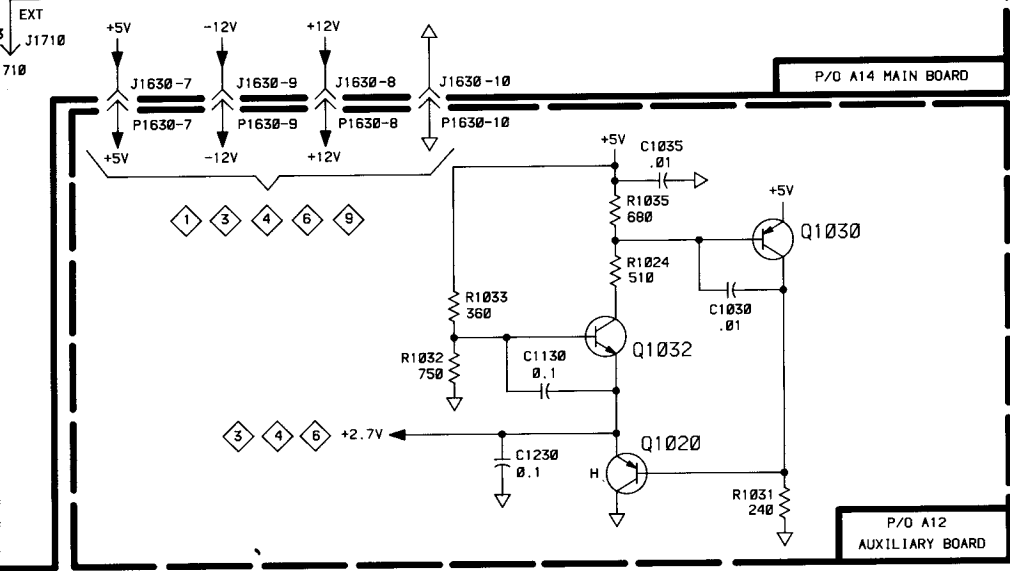 EXT
J1710
710
+5V
-12V
+12V
J1630-7
J1630-9
J1630-8
J1630-10
P/O A14 MAIN BOARD
P1630-7
P1630-9
P1630-8
P1630-10
+5V
-12V
+12V
1 3 4 6 9
+5V
C1035
.01
R1035
680
+5V
Q1030
R1024
510
C1030
.01
R1033
360
Q1032
R1032
750
C1130
0.1
3 4 6 +2.7V
C1230
0.1
Q1020
H
R1031
240
P/O A12
AUXILIARY BOARD